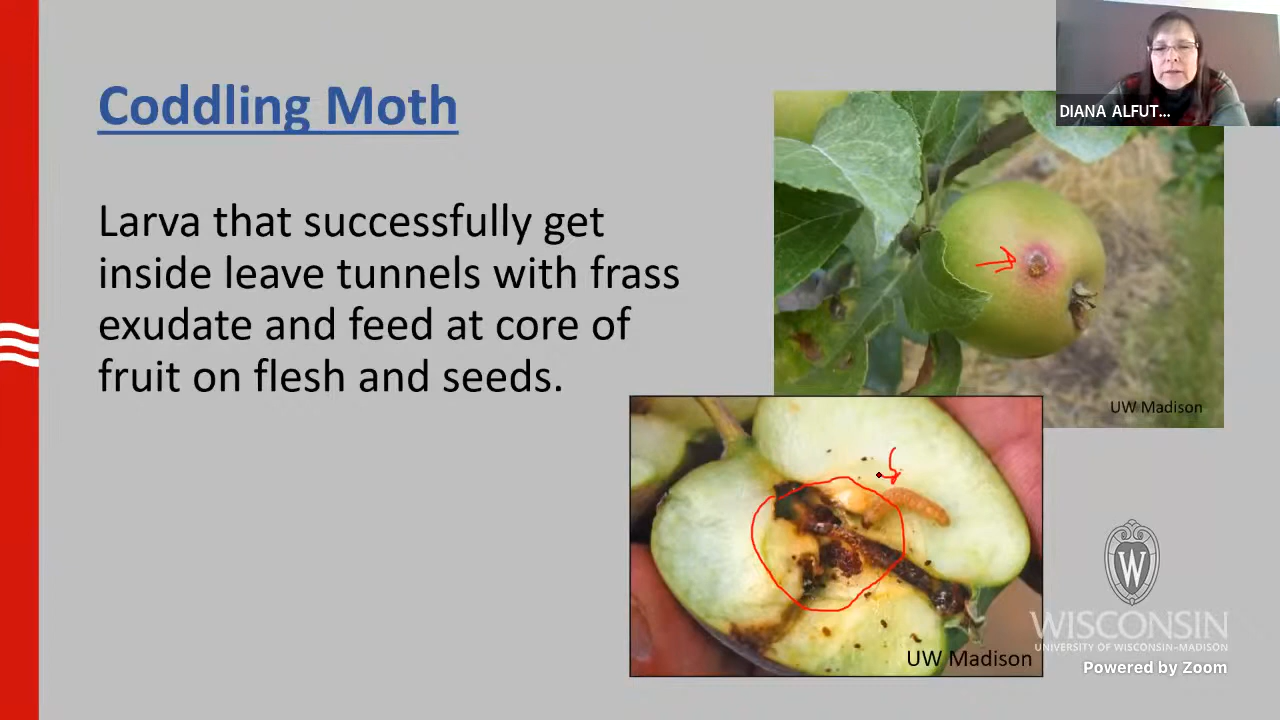 Coddling Moth
DIANA ALFUT...
Larva that successfully get
inside leave tunnels with frass
exudate and feed at core of
fruit on flesh and seeds.
UW Madison
UW Madison
W
WISCONSIN
UNIVERSITY OF WISCONSIN–MADISON
Powered by Zoom